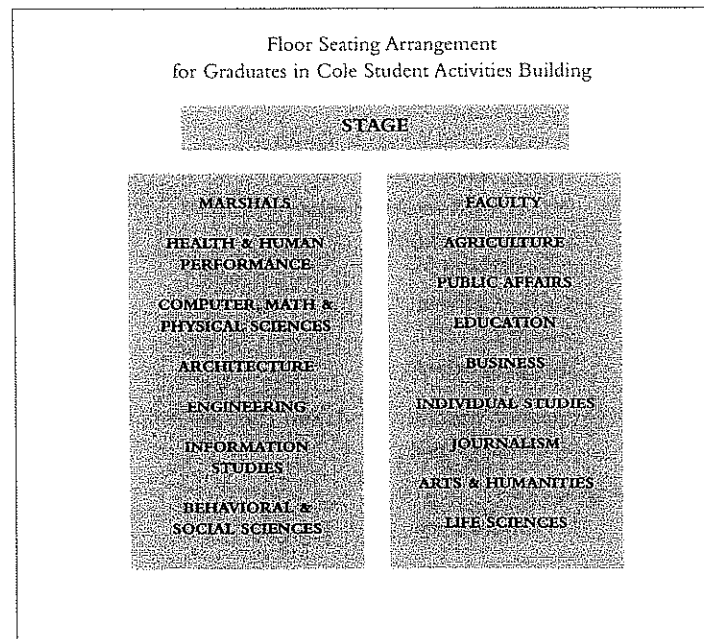 Floor Seating Arrangement
for Graduates in Cole Student Activities Building
STAGE
MARSHALS
HEALTH & HUMAN
PERFORMANCE
COMPUTER, MATH &
PHYSICAL SCIENCES
ARCHITECTURE
ENGINEERING
INFORMATION
STUDIES
BEHAVIORAL &
SOCIAL SCIENCES
FACULTY
AGRICULTURE
PUBLIC AFFAIRS
EDUCATION
BUSINESS
INDIVIDUAL STUDIES
JOURNALISM
ARTS & HUMANITIES
LIFE SCIENCES